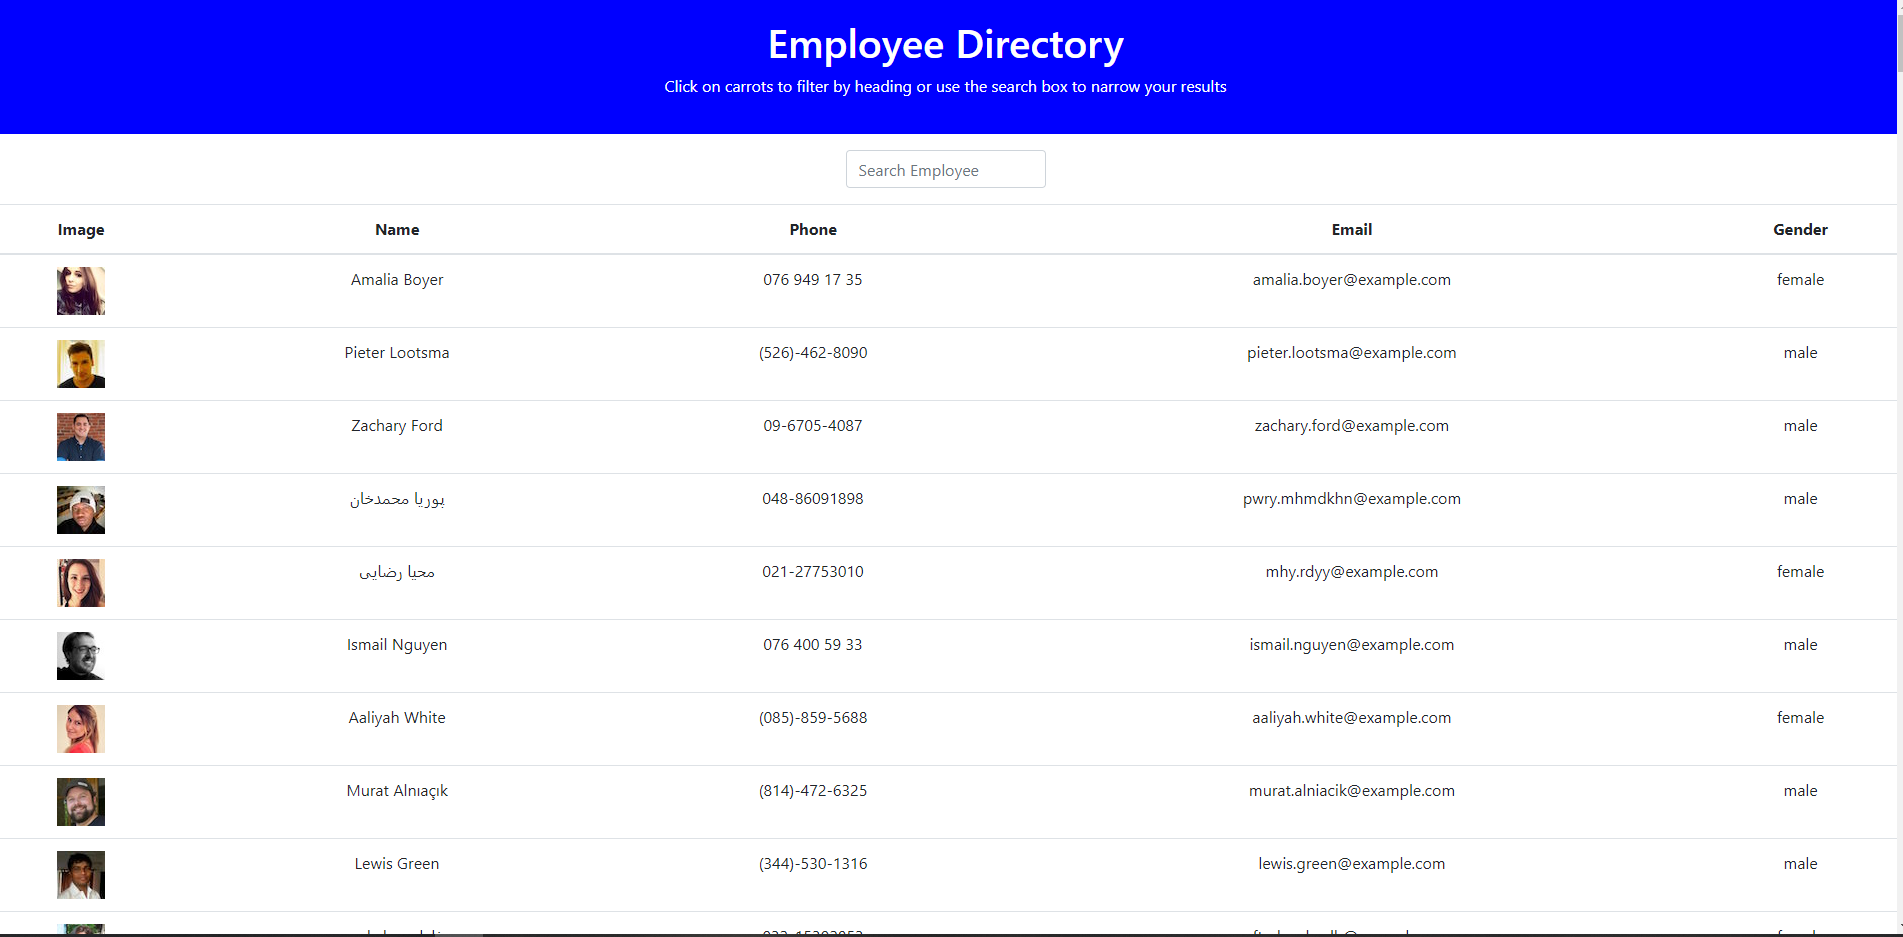 Employee Directory
Click on carrots to filter by heading or use the search box to narrow your results
Search Employee
Image Name Phone Email Gender
Amalia Boyer 076 949 17 35 amalia.boyer@example.com female
Pieter Lootsma (526)-462-8090 pieter.lootsma@example.com male
Zachary Ford 09-6705-4087 zachary.ford@example.com male
پوریا محمدخان 048-86091898 pwry.mhmdkhn@example.com male
محیا رضایی 021-27753010 mhy.rdyy@example.com female
Ismail Nguyen 076 400 59 33 ismail.nguyen@example.com male
Aaliyah White (085)-859-5688 aaliyah.white@example.com female
Murat Alnıaçık (814)-472-6325 murat.alniacik@example.com male
Lewis Green (344)-530-1316 lewis.green@example.com male